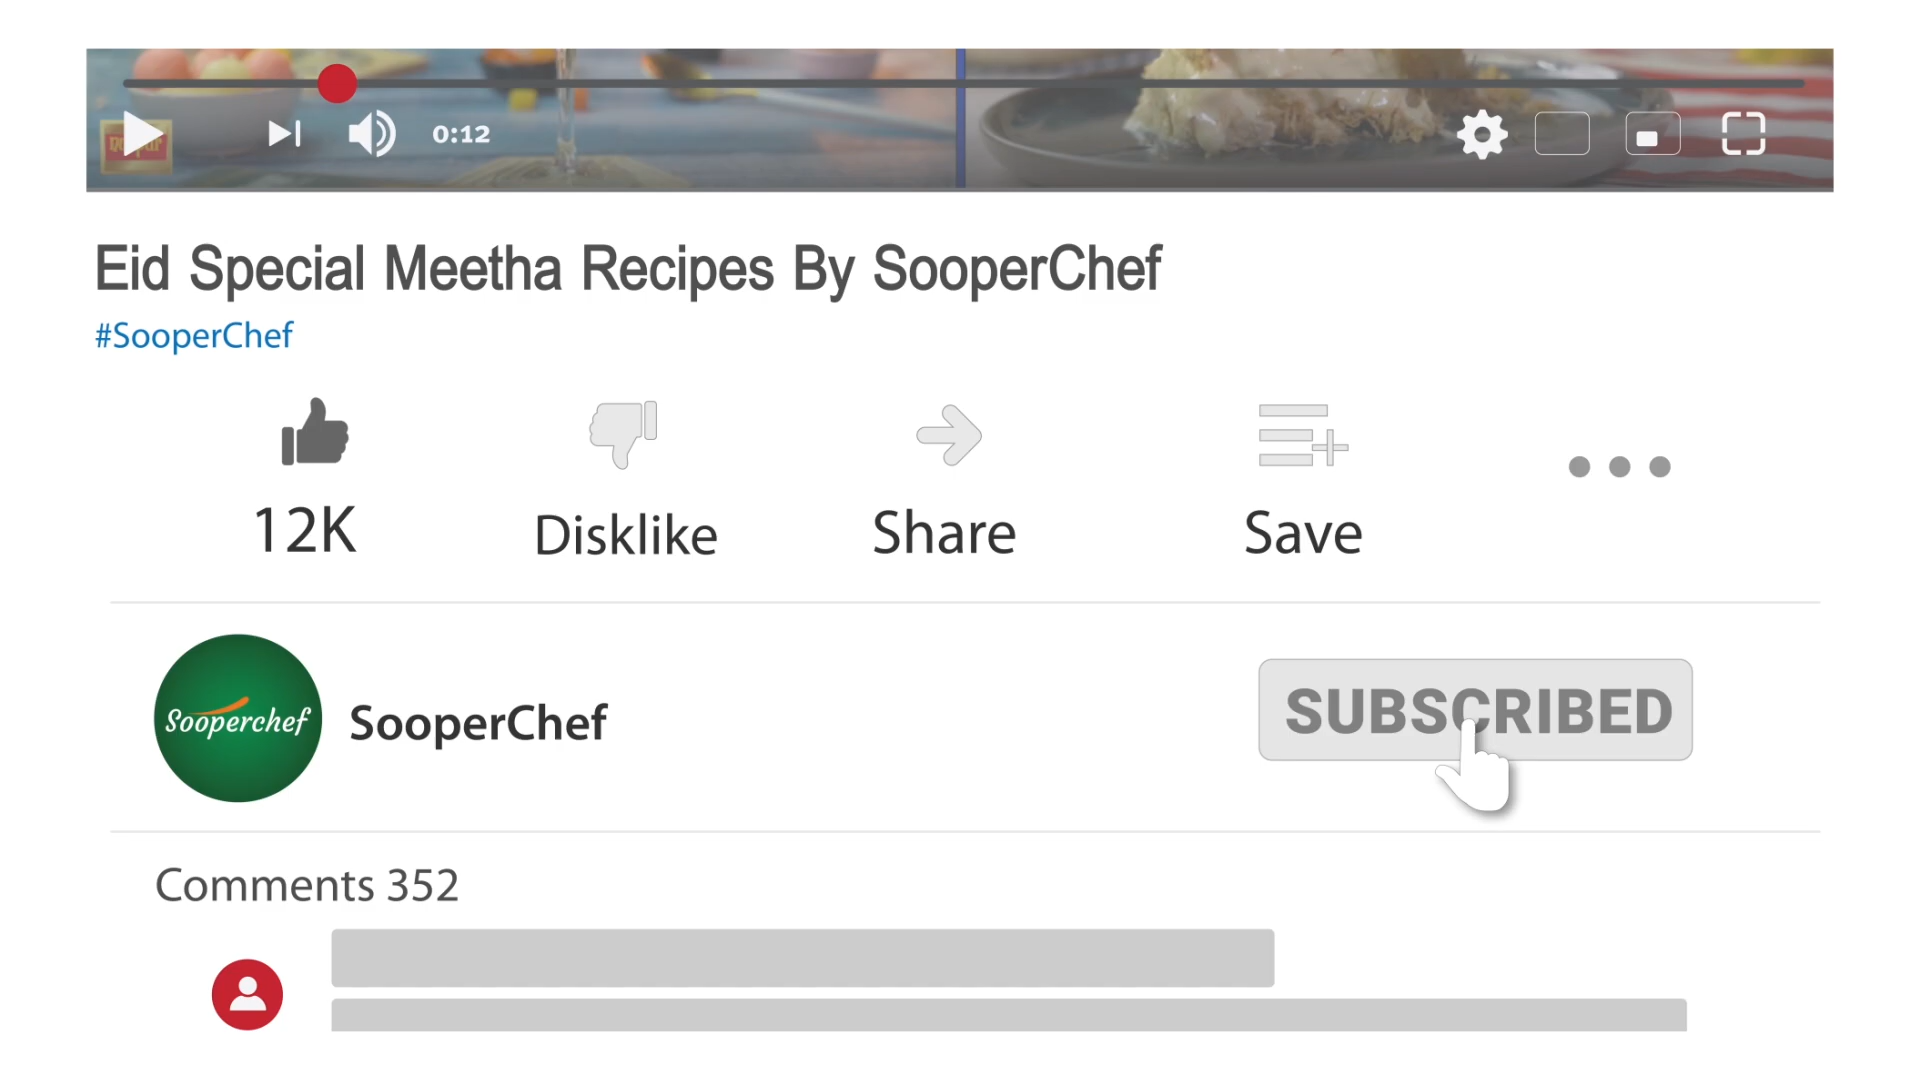 0:12
Eid Special Meetha Recipes By SooperChef
#SooperChef
12K
Disklike
Share
Save
Sooperchef
SooperChef
SUBSCRIBED
Comments 352